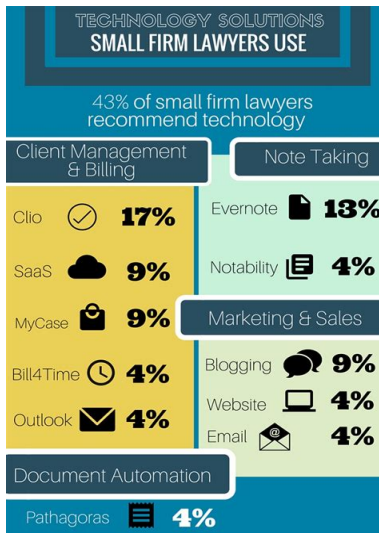 TECHNOLOGY SOLUTIONS
SMALL FIRM LAWYERS USE
43% of small firm lawyers
recommend technology
Client Management
& Billing
Clio 17%
SaaS 9%
MyCase 9%
Bill4Time 4%
Outlook 4%
Note Taking
Evernote 13%
Notability 4%
Marketing & Sales
Blogging 9%
Website 4%
Email @ 4%
Document Automation
Pathagoras 4%